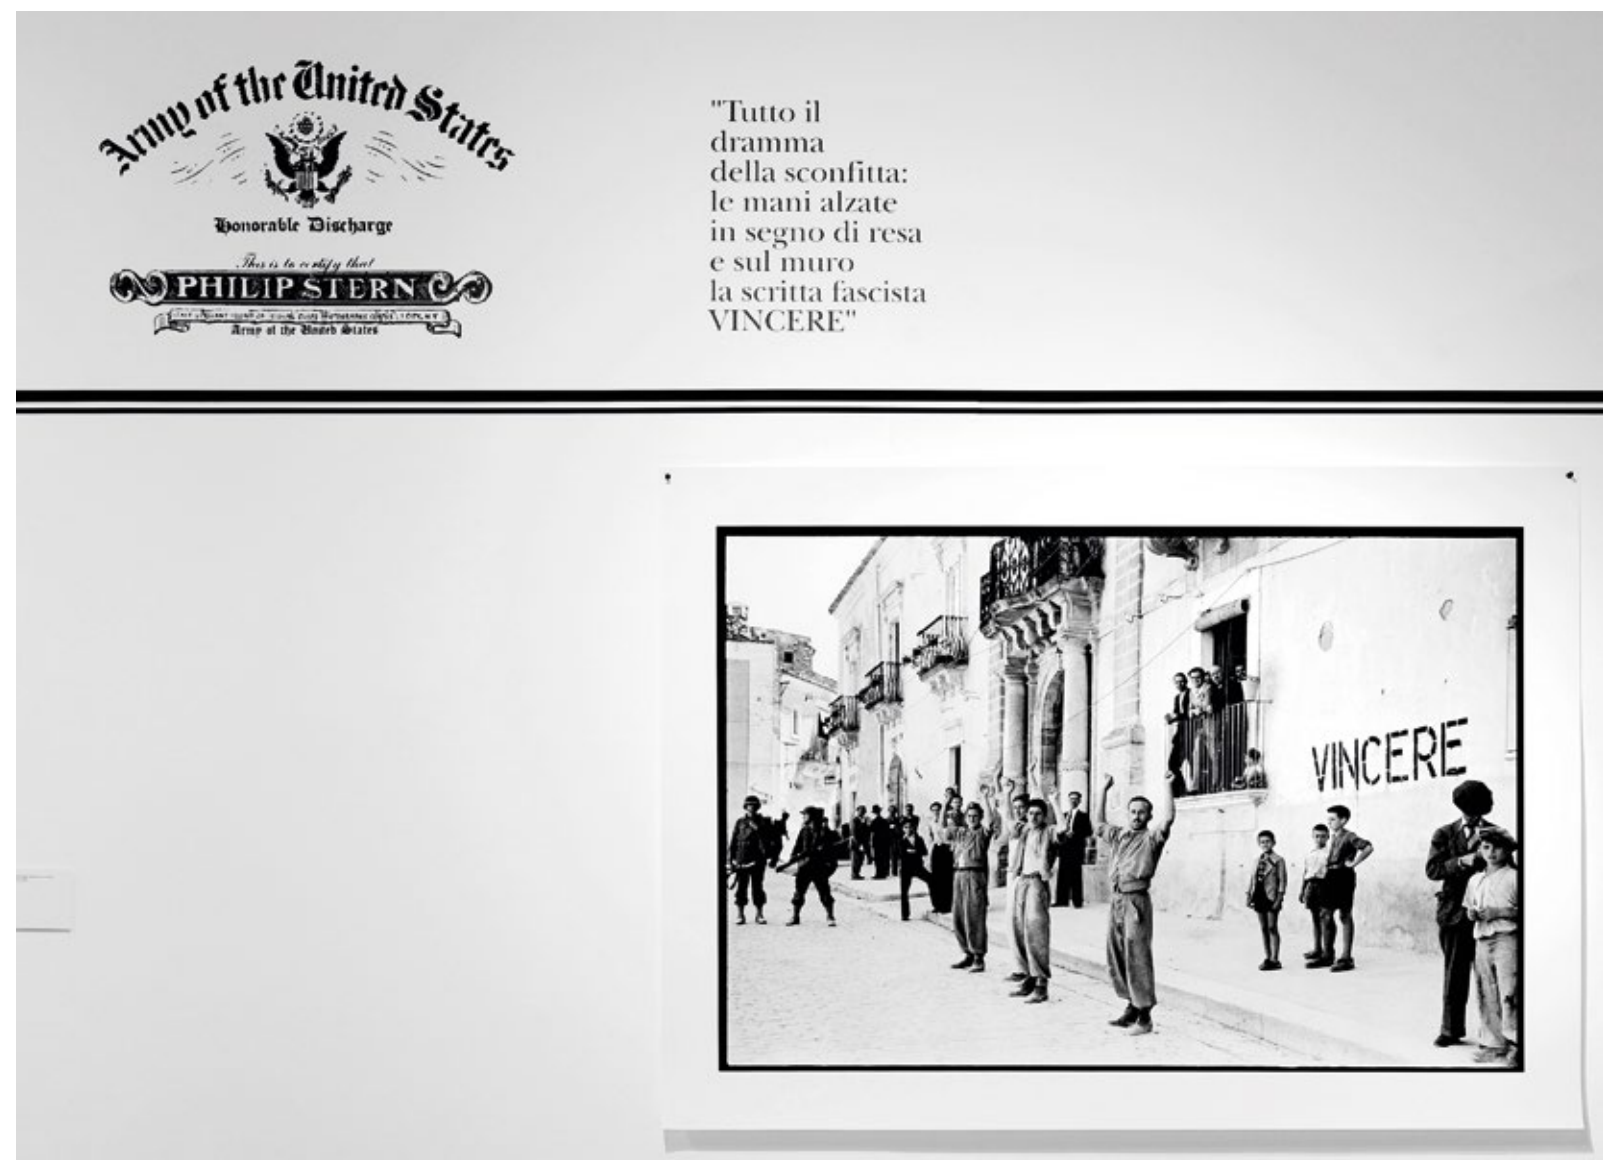 Army of the United States
Honorable Discharge
This is to certify that
PHILIP STERN
Army of the United States
"Tutto il
dramma
della sconfitta:
le mani alzate
in segno di resa
e sul muro
la scritta fascista
VINCERE"
VINCERE